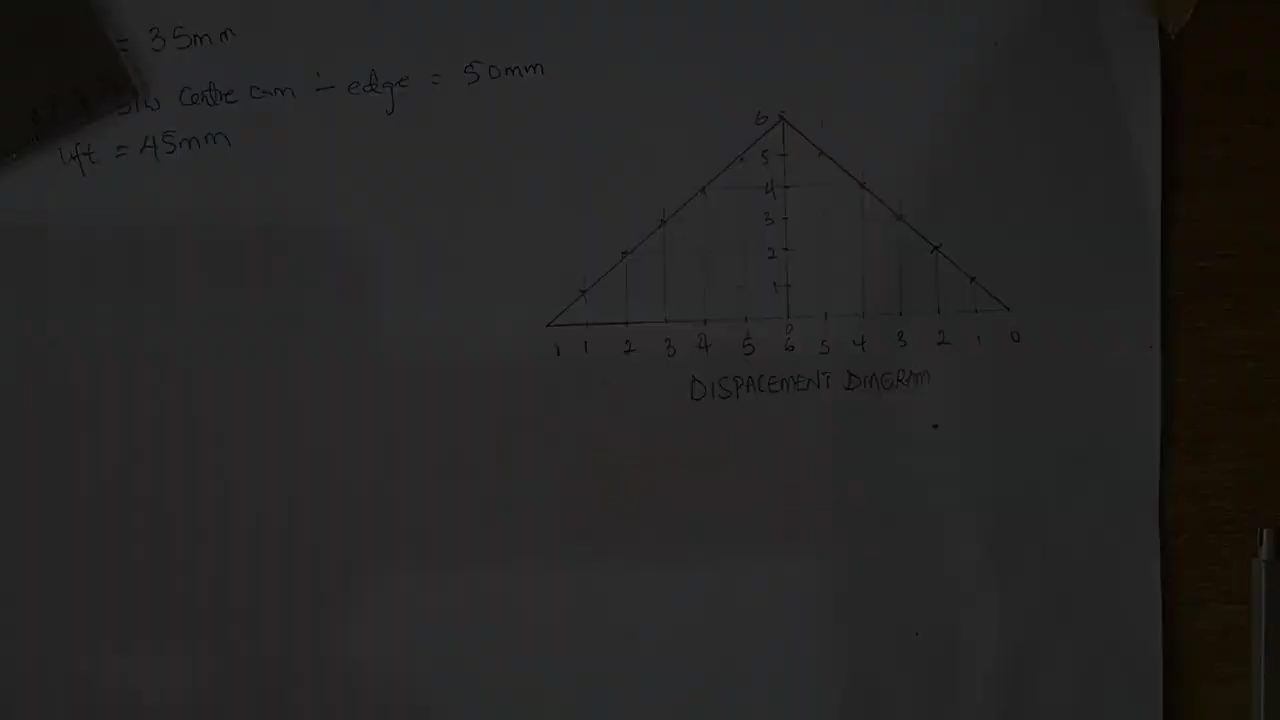 = 35mm
b/w Centre cam - edge = 50mm
lift = 45mm
6
5
4
3
2
1
0
1 1 2 3 4 5 6 5 4 3 2 1 0
DISPACEMENT DIAGRAM